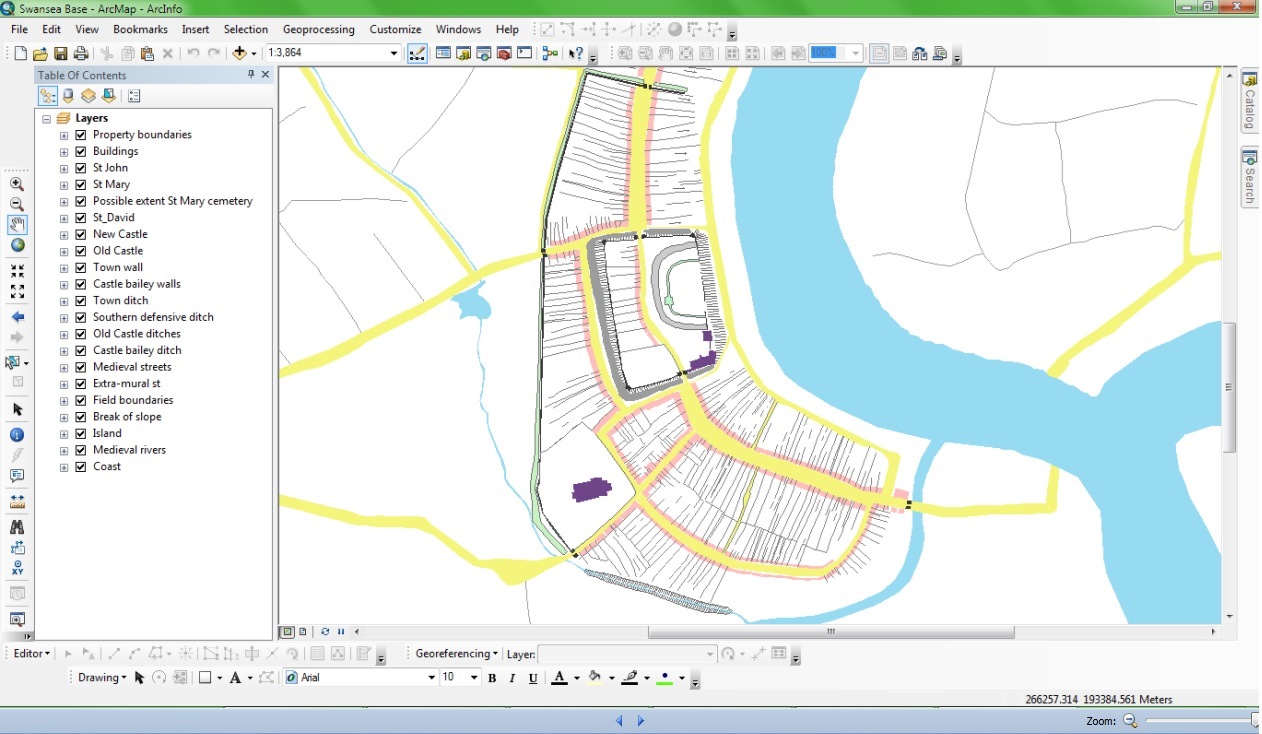 Swansea Base - ArcMap - ArcInfo
File Edit View Bookmarks Insert Selection Geoprocessing Customize Windows Help
1:3,864
100%
Table Of Contents
Layers
Property boundaries
Buildings
St John
St Mary
Possible extent St Mary cemetery
St_David
New Castle
Old Castle
Town wall
Castle bailey walls
Town ditch
Southern defensive ditch
Old Castle ditches
Castle bailey ditch
Medieval streets
Extra-mural st
Field boundaries
Break of slope
Island
Medieval rivers
Coast
Catalog
Search
XY
Editor
Georeferencing Layer:
Drawing A Arial 10 B I U A
266257.314 193384.561 Meters
Zoom: